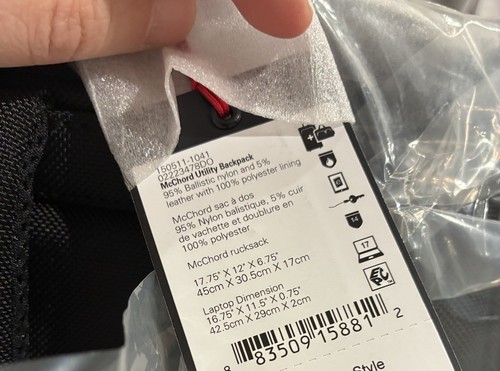 150511-1041
02223478DO
McChord Utility Backpack
95% Ballistic nylon and 5%
leather with 100% polyester lining
McChord sac à dos
95% Nylon balistique, 5% cuir
de vachette et doublure en
100% polyester
McChord rucksack
17.75" X 12" X 6.75"
45cm X 30.5cm X 17cm
Laptop Dimension
16.75" X 11.5" X 0.75"
42.5cm X 29cm X 2cm
14
17
8 83509 15881 2
Style